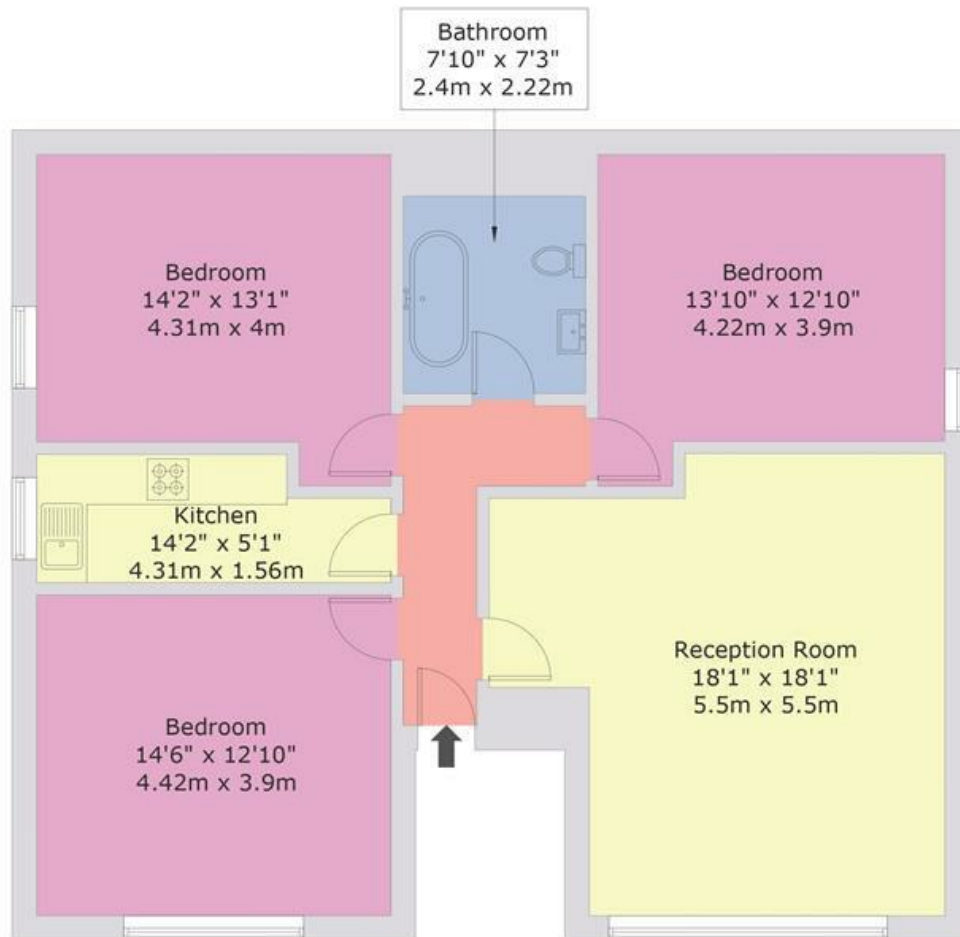 Bathroom
7'10" x 7'3"
2.4m x 2.22m
Bedroom
14'2" x 13'1"
4.31m x 4m
Bedroom
13'10" x 12'10"
4.22m x 3.9m
Kitchen
14'2" x 5'1"
4.31m x 1.56m
Reception Room
18'1" x 18'1"
5.5m x 5.5m
Bedroom
14'6" x 12'10"
4.42m x 3.9m